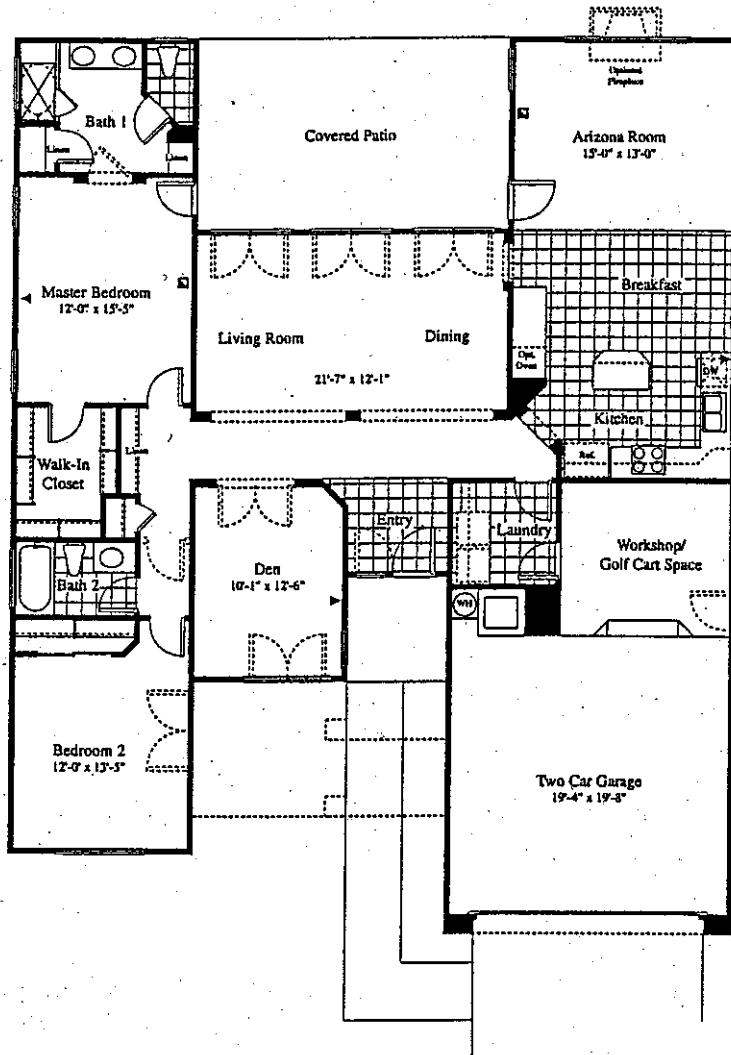 Optional
Fireplace
Bath 1
Covered Patio
Arizona Room
15'-0" x 13'-0"
Linen
Linen
Master Bedroom
12'-0" x 15'-5"
Breakfast
Living Room
Dining
21'-7" x 12'-1"
Opt.
Oven
DW
Kitchen
Linen
Ref.
Walk-In
Closet
Entry
Laundry
Workshop/
Golf Cart Space
Den
10'-1" x 12'-6"
Bath 2
WH
Bedroom 2
12'-0" x 13'-5"
Two Car Garage
19'-4" x 19'-8"